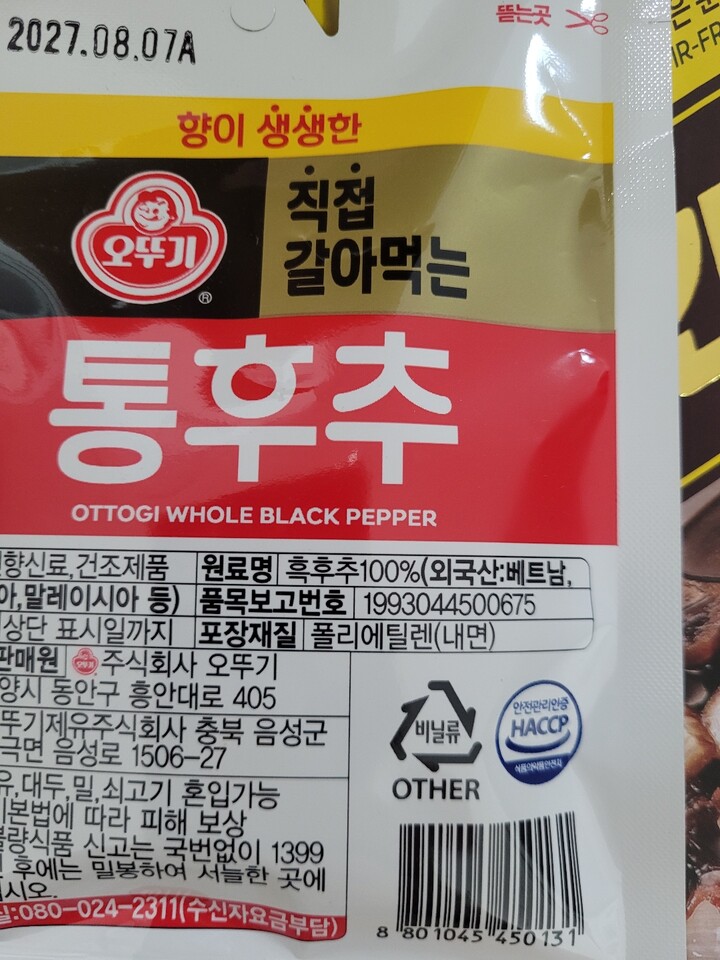 2027.08.07A
뜯는곳
향이 생생한
오뚜기
®
직접
갈아먹는
통후추
OTTOGI WHOLE BLACK PEPPER
향신료,건조제품 원료명 흑후추100%(외국산:베트남,
아,말레이시아 등) 품목보고번호 1993044500675
상단 표시일까지 포장재질 폴리에틸렌(내면)
판매원 오뚜기 주식회사 오뚜기
양시 동안구 흥안대로 405
뚜기제유주식회사 충북 음성군
극면 음성로 1506-27
유,대두,밀,쇠고기 혼입가능
기본법에 따라 피해 보상
불량식품 신고는 국번없이 1399
후에는 밀봉하여 서늘한 곳에
시오.
실:080-024-2311(수신자요금부담)
비닐류
OTHER
안전관리인증
HACCP
식품의약품안전처
8 801045 450131
IR-FR